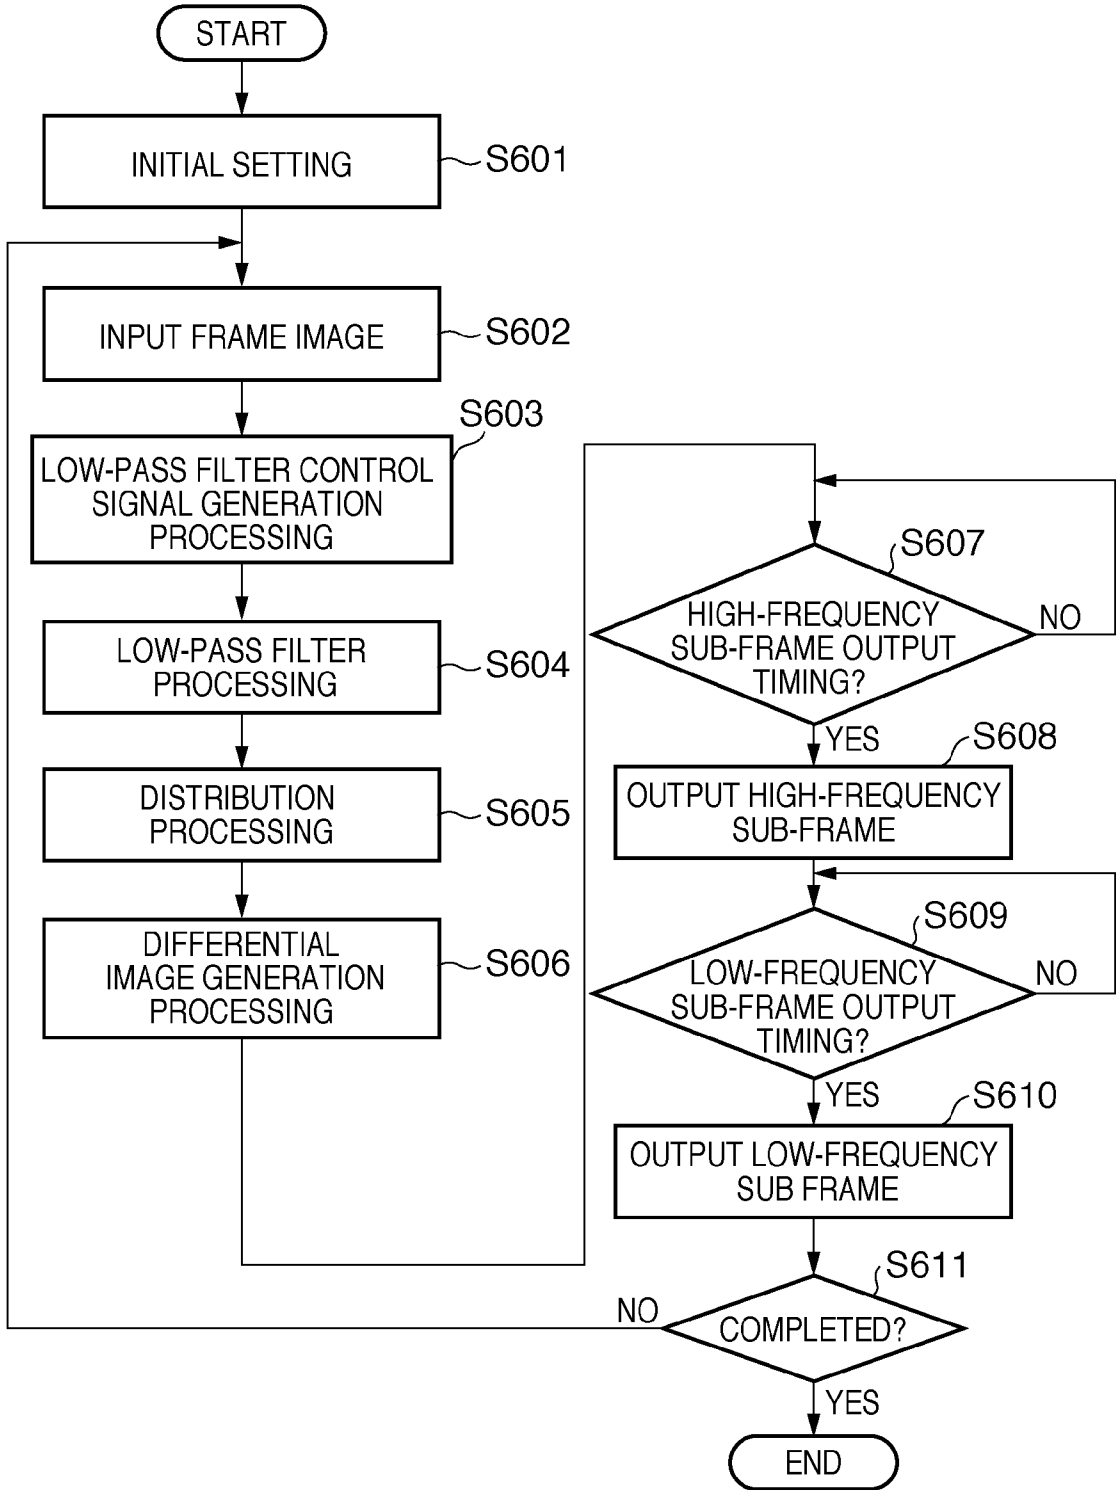 START
INITIAL SETTING
S601
INPUT FRAME IMAGE
S602
S603
LOW-PASS FILTER CONTROL
SIGNAL GENERATION
PROCESSING
LOW-PASS FILTER
PROCESSING
S604
DISTRIBUTION
PROCESSING
S605
DIFFERENTIAL
IMAGE GENERATION
PROCESSING
S606
S607
HIGH-FREQUENCY
SUB-FRAME OUTPUT
TIMING?
NO
YES
S608
OUTPUT HIGH-FREQUENCY
SUB-FRAME
S609
LOW-FREQUENCY
SUB-FRAME OUTPUT
TIMING?
NO
YES
S610
OUTPUT LOW-FREQUENCY
SUB FRAME
S611
COMPLETED?
NO
YES
END